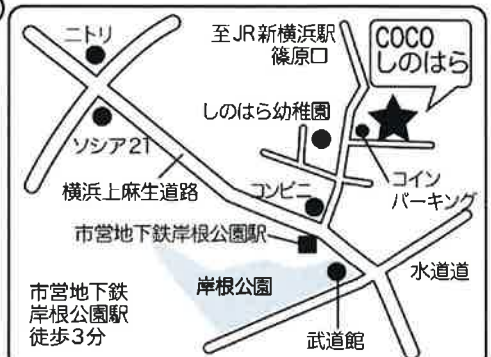 ニトリ
至JR新横浜駅
篠原口
COCO
しのはら
しのはら幼稚園
ソシア21
横浜上麻生道路
コンビニ
コイン
パーキング
市営地下鉄岸根公園駅
水道道
岸根公園
市営地下鉄
岸根公園駅
徒歩3分
武道館